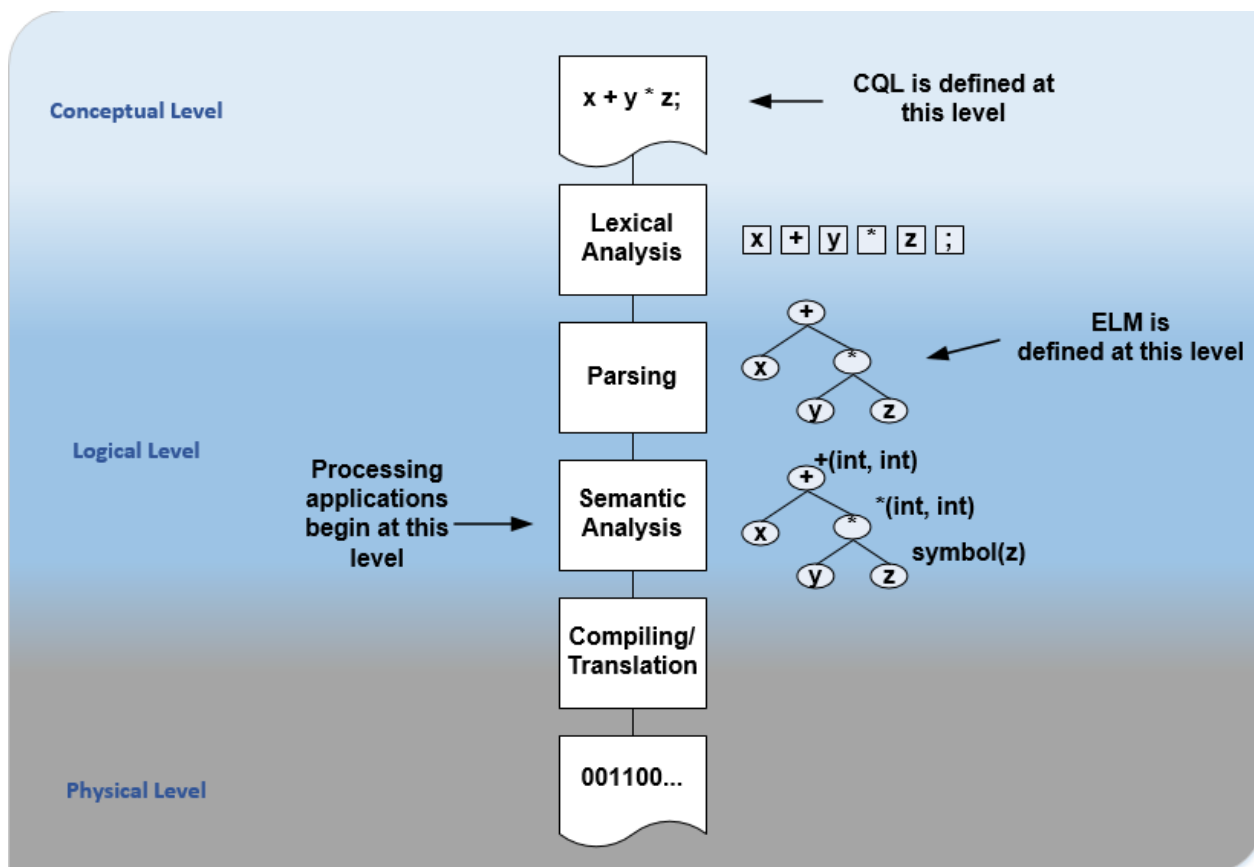 x + y * z;
CQL is defined at
this level
Conceptual Level
Lexical
Analysis
x + y * z ;
Parsing
+
x *
y z
ELM is
defined at this level
Logical Level
Processing
applications
begin at this
level
Semantic
Analysis
+(int, int)
+
*(int, int)
x *
symbol(z)
y z
Compiling/
Translation
Physical Level
001100...